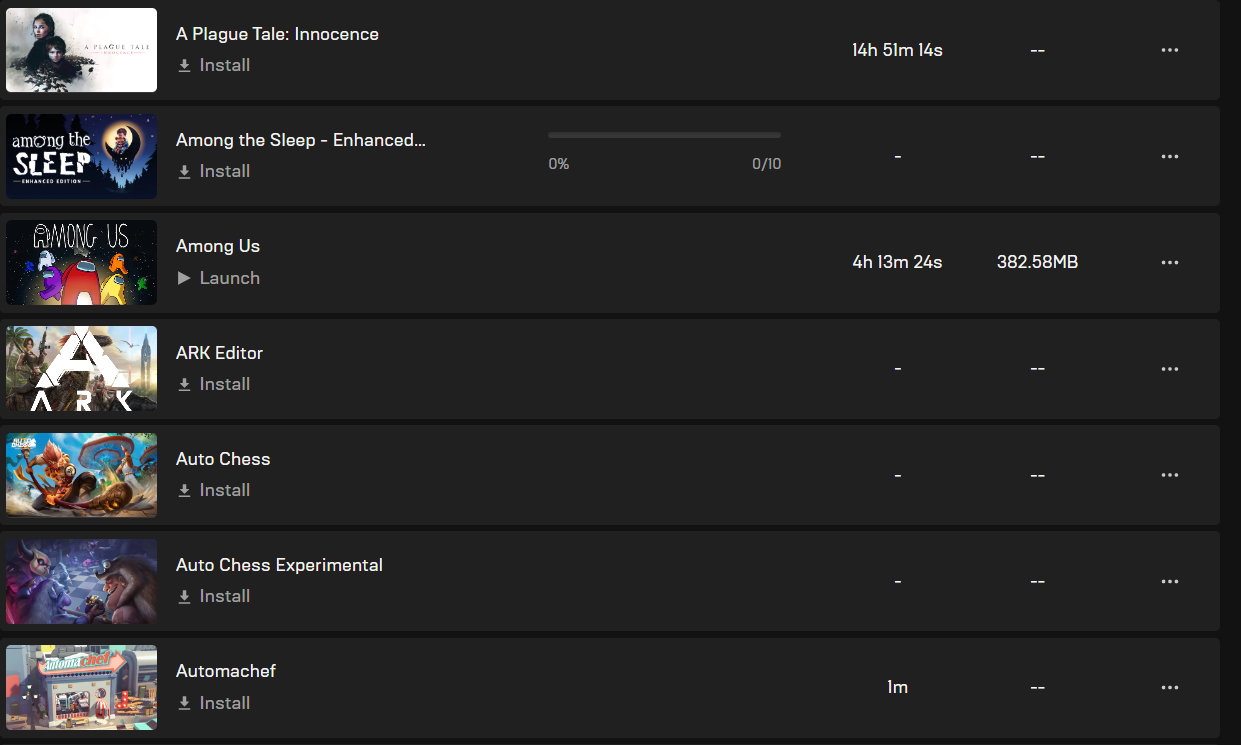 A PLAGUE TALE
INNOCENCE
A Plague Tale: Innocence
Install
14h 51m 14s
--
among the
SLEEP
ENHANCED EDITION
Among the Sleep - Enhanced...
Install
0%
0/10
-
--
AMONG US
Among Us
Launch
4h 13m 24s
382.58MB
ARK
ARK Editor
Install
-
--
Auto Chess
Install
-
--
Auto Chess Experimental
Install
-
--
Automachef
Automachef
Install
1m
--